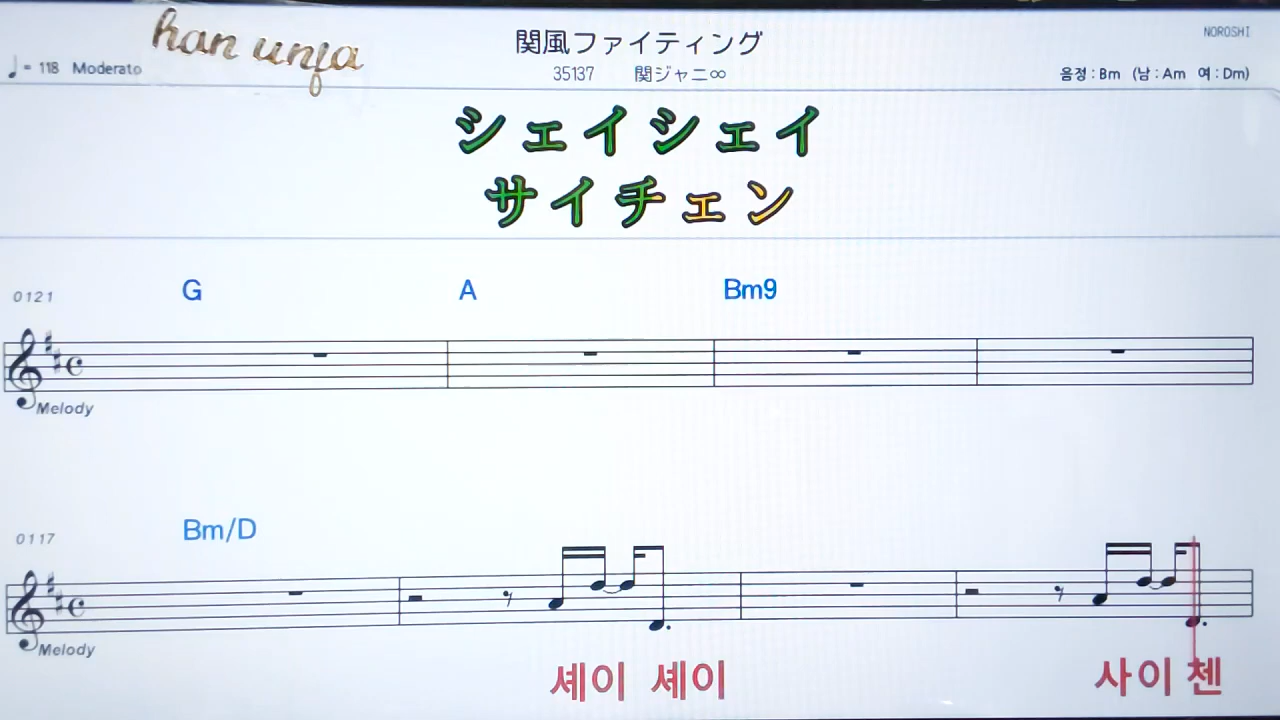 han unja
関風ファイティング
NOROSHI
♩= 118 Moderato
35137 関ジャニ∞
음정 : Bm (남 : Am 여 : Dm)
シェイシェイ
サイチェン
0121 G A Bm9
Melody
0117 Bm/D
Melody
셰이 셰이 사이 첸